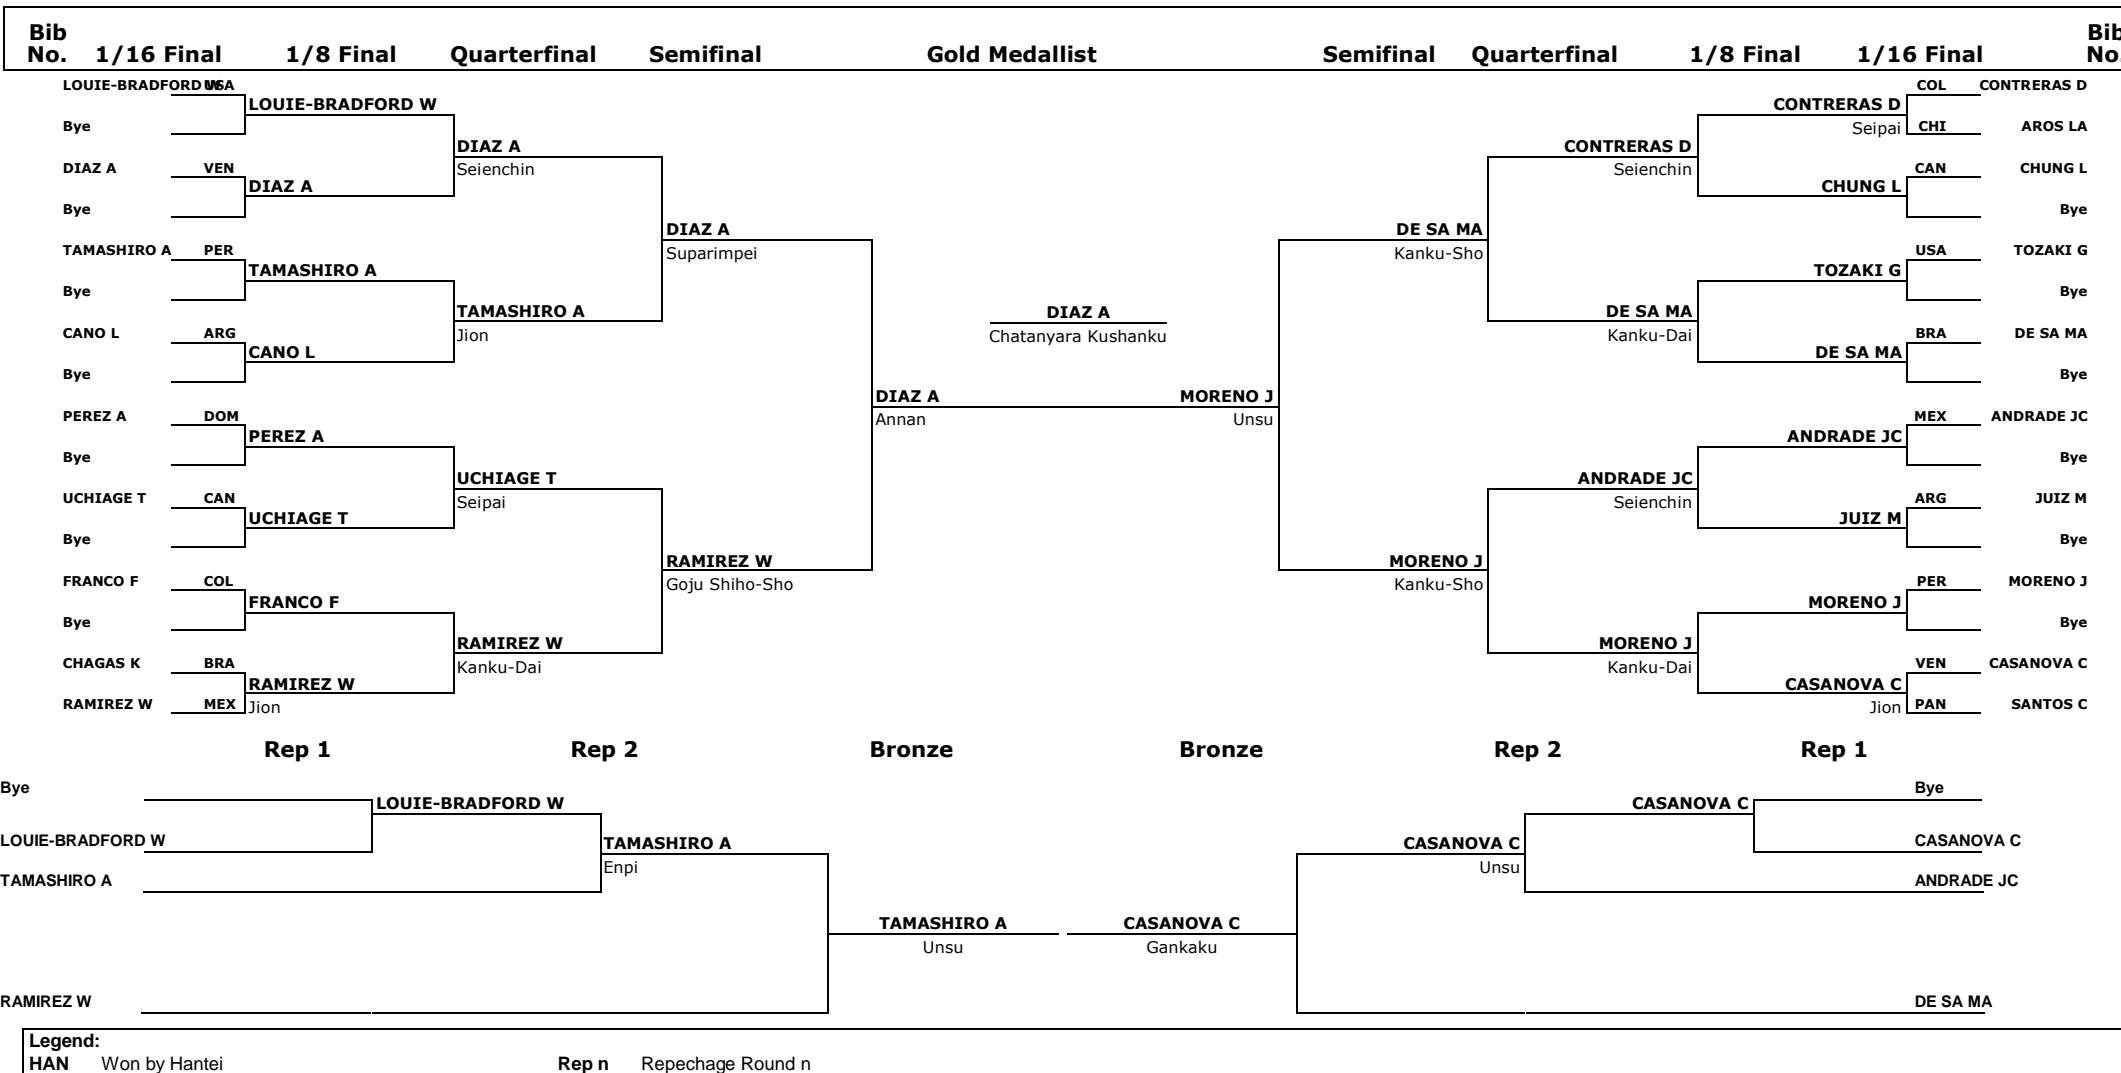 Bib Bib
No. 1/16 Final 1/8 Final Quarterfinal Semifinal Gold Medallist Semifinal Quarterfinal 1/8 Final 1/16 Final No.
LOUIE-BRADFORD W USA COL CONTRERAS D
LOUIE-BRADFORD W CONTRERAS D
Bye Seipai CHI AROS LA
DIAZ A CONTRERAS D
DIAZ A VEN Seienchin Seienchin CAN CHUNG L
DIAZ A CHUNG L
Bye Bye
DIAZ A DE SA MA
TAMASHIRO A PER Suparimpei Kanku-Sho USA TOZAKI G
TAMASHIRO A TOZAKI G
Bye Bye
TAMASHIRO A DIAZ A DE SA MA
CANO L ARG Jion Chatanyara Kushanku Kanku-Dai BRA DE SA MA
CANO L DE SA MA
Bye Bye
DIAZ A MORENO J
PEREZ A DOM Annan Unsu MEX ANDRADE JC
PEREZ A ANDRADE JC
Bye Bye
UCHIAGE T ANDRADE JC
UCHIAGE T CAN Seipai Seienchin ARG JUIZ M
UCHIAGE T JUIZ M
Bye Bye
RAMIREZ W MORENO J
FRANCO F COL Goju Shiho-Sho Kanku-Sho PER MORENO J
FRANCO F MORENO J
Bye Bye
RAMIREZ W MORENO J
CHAGAS K BRA Kanku-Dai Kanku-Dai VEN CASANOVA C
RAMIREZ W CASANOVA C
RAMIREZ W MEX Jion Jion PAN SANTOS C
Rep 1 Rep 2 Bronze Bronze Rep 2 Rep 1
Bye Bye
LOUIE-BRADFORD W CASANOVA C
LOUIE-BRADFORD W TAMASHIRO A CASANOVA C CASANOVA C
Enpi Unsu
TAMASHIRO A ANDRADE JC
TAMASHIRO A CASANOVA C
Unsu Gankaku
RAMIREZ W DE SA MA
Legend:
HAN Won by Hantei Rep n Repechage Round n